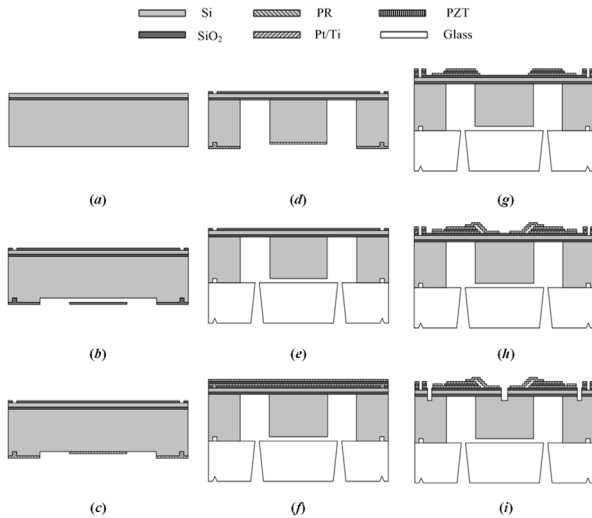 Si PR PZT
SiO₂ Pt/Ti Glass
(a) (d) (g)
(b) (e) (h)
(c) (f) (i)